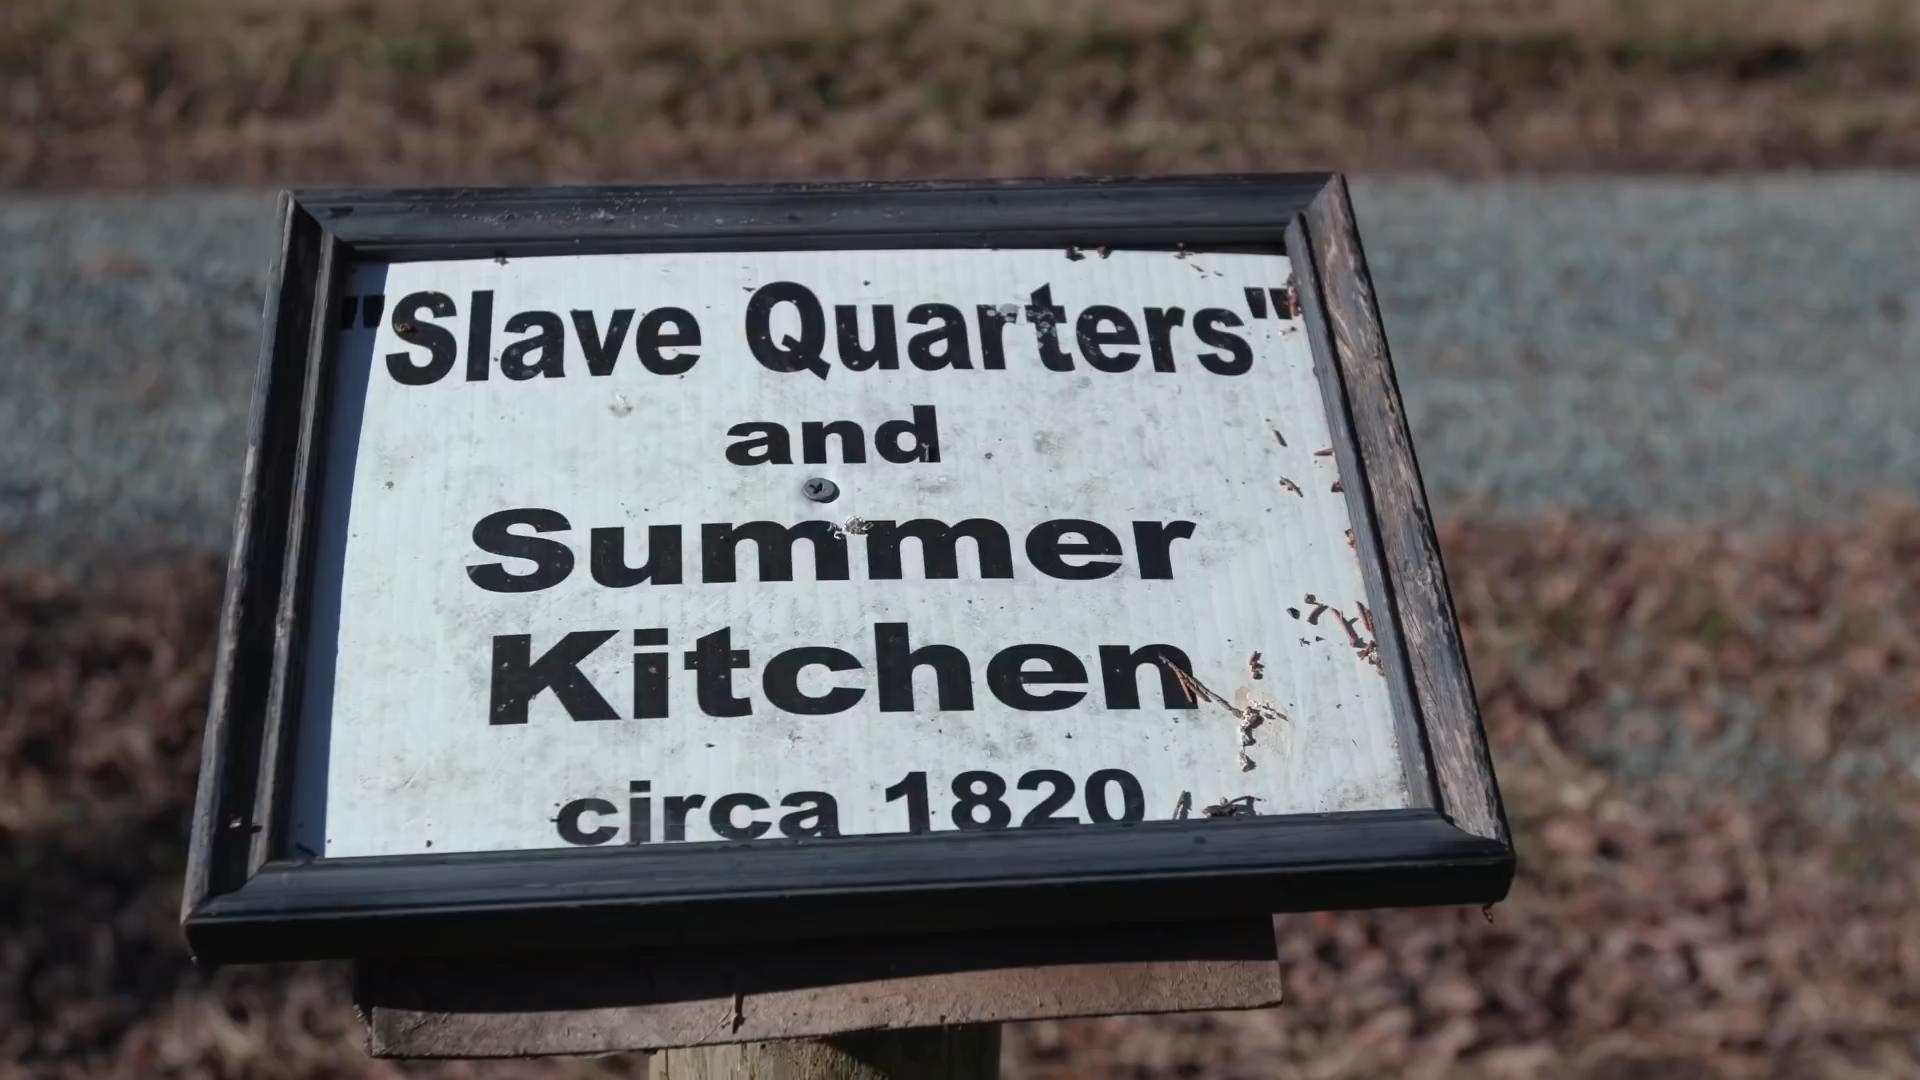 "Slave Quarters"
and
Summer
Kitchen
circa 1820